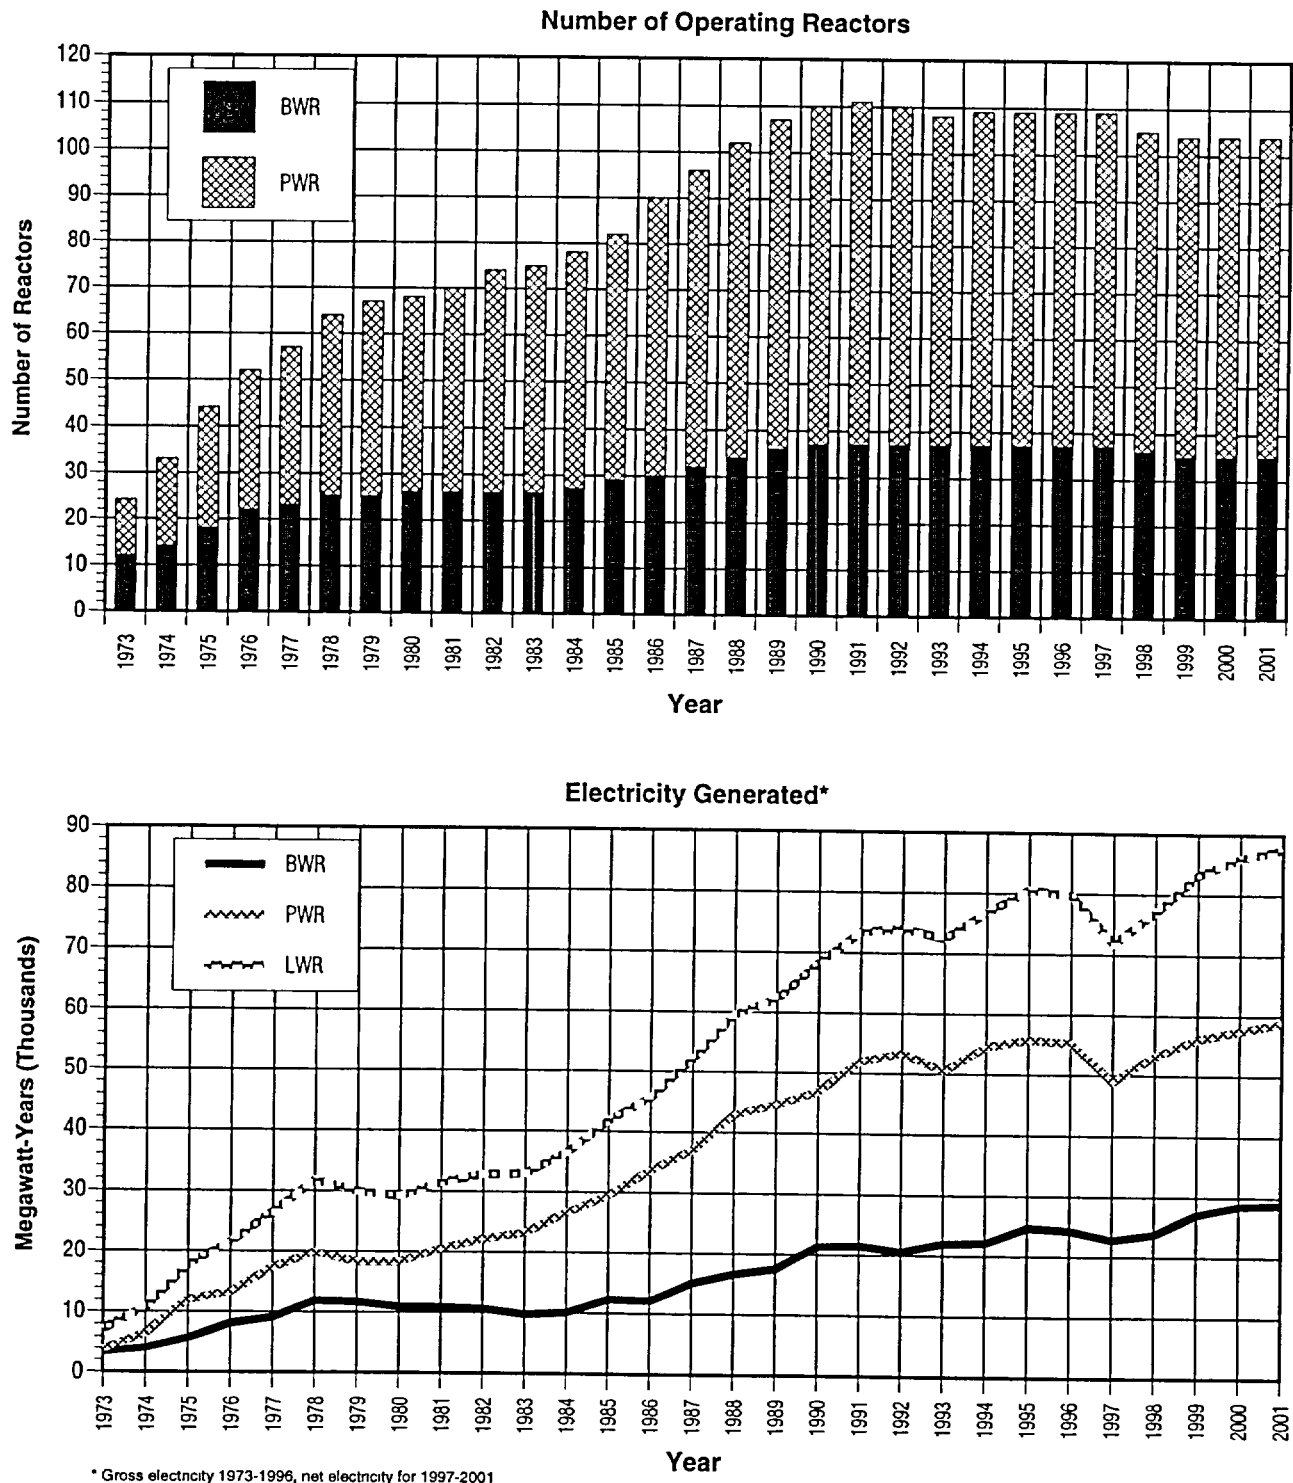 Number of Operating Reactors
120
110
100
90
80
70
60
50
40
30
20
10
0
Number of Reactors
BWR
PWR
1973 1974 1975 1976 1977 1978 1979 1980 1981 1982 1983 1984 1985 1986 1987 1988 1989 1990 1991 1992 1993 1994 1995 1996 1997 1998 1999 2000 2001
Year
Electricity Generated*
90
80
70
60
50
40
30
20
10
0
Megawatt-Years (Thousands)
BWR
PWR
LWR
1973 1974 1975 1976 1977 1978 1979 1980 1981 1982 1983 1984 1985 1986 1987 1988 1989 1990 1991 1992 1993 1994 1995 1996 1997 1998 1999 2000 2001
Year
* Gross electricity 1973-1996, net electricity for 1997-2001